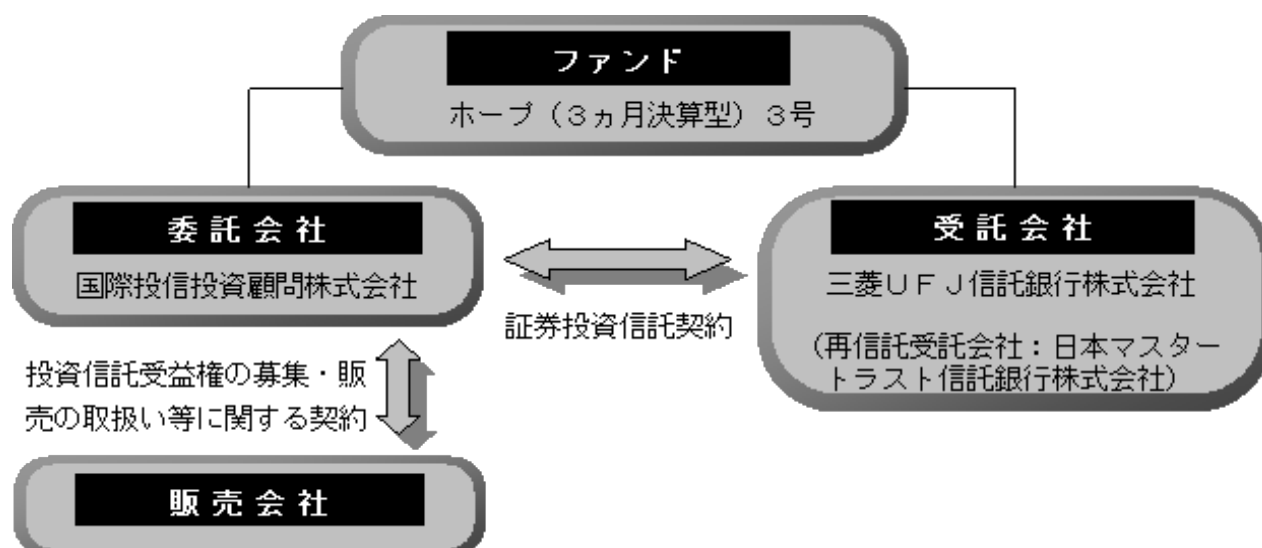 ファンド
ホープ（３ヵ月決算型）３号
委託会社
国際投信投資顧問株式会社
受託会社
三菱ＵＦＪ信託銀行株式会社
（再信託受託会社：日本マスター
トラスト信託銀行株式会社）
証券投資信託契約
投資信託受益権の募集・販
売の取扱い等に関する契約
販売会社